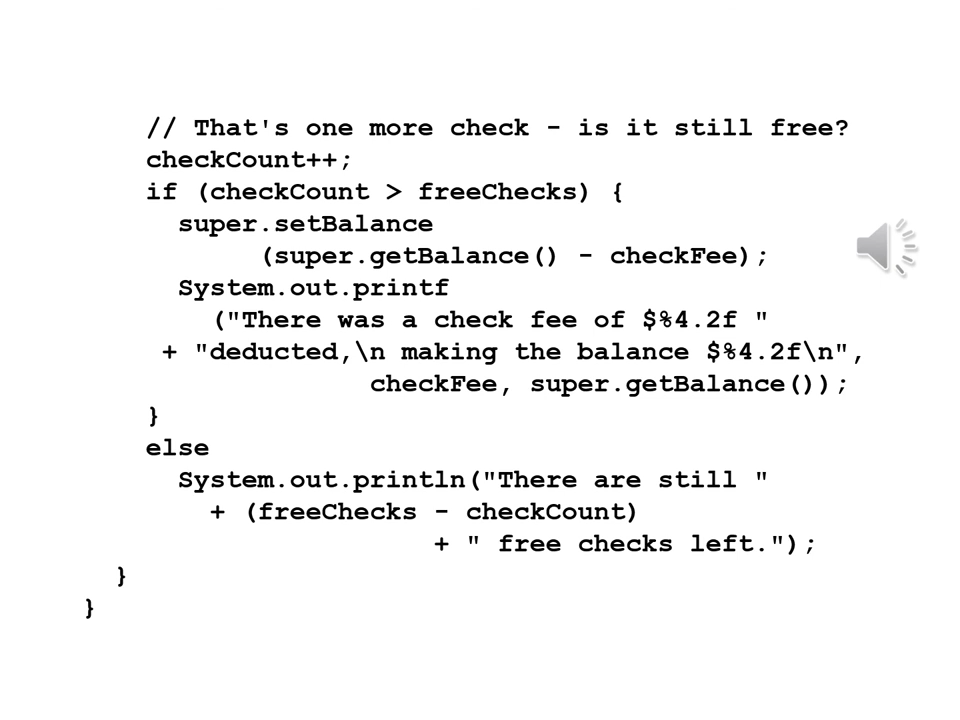 // That's one more check - is it still free?
checkCount++;
if (checkCount > freeChecks) {
super.setBalance
(super.getBalance() - checkFee);
System.out.printf
("There was a check fee of $%4.2f "
+ "deducted,\n making the balance $%4.2f\n",
checkFee, super.getBalance());
}
else
System.out.println("There are still "
+ (freeChecks - checkCount)
+ " free checks left.");
}
}